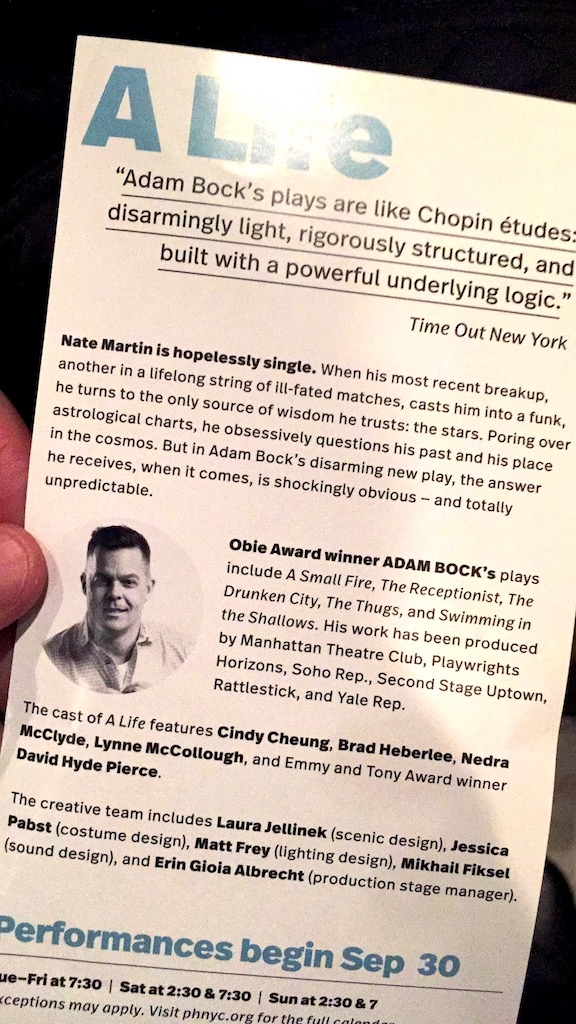 A Life
“Adam Bock’s plays are like Chopin études:
disarmingly light, rigorously structured, and
built with a powerful underlying logic.”
Time Out New York
Nate Martin is hopelessly single. When his most recent breakup,
another in a lifelong string of ill-fated matches, casts him into a funk,
he turns to the only source of wisdom he trusts: the stars. Poring over
astrological charts, he obsessively questions his past and his place
in the cosmos. But in Adam Bock’s disarming new play, the answer
he receives, when it comes, is shockingly obvious – and totally
unpredictable.
Obie Award winner ADAM BOCK’s plays
include A Small Fire, The Receptionist, The
Drunken City, The Thugs, and Swimming in
the Shallows. His work has been produced
by Manhattan Theatre Club, Playwrights
Horizons, Soho Rep., Second Stage Uptown,
Rattlestick, and Yale Rep.
The cast of A Life features Cindy Cheung, Brad Heberlee, Nedra
McClyde, Lynne McCollough, and Emmy and Tony Award winner
David Hyde Pierce.
The creative team includes Laura Jellinek (scenic design), Jessica
Pabst (costume design), Matt Frey (lighting design), Mikhail Fiksel
(sound design), and Erin Gioia Albrecht (production stage manager).
Performances begin Sep 30
ue–Fri at 7:30 | Sat at 2:30 & 7:30 | Sun at 2:30 & 7
xceptions may apply. Visit phnyc.org for the full calendar